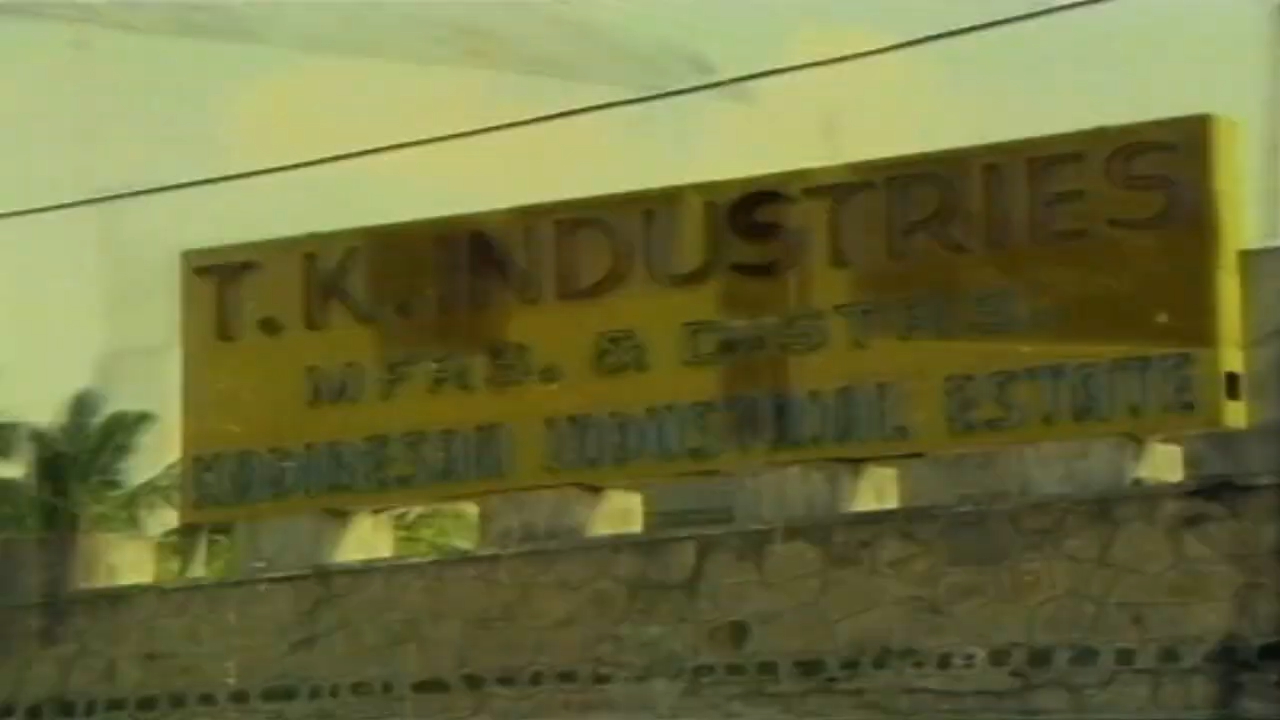 T. K. INDUSTRIES
MFRS. & DISTRS.
INDUSTRIAL ESTATE